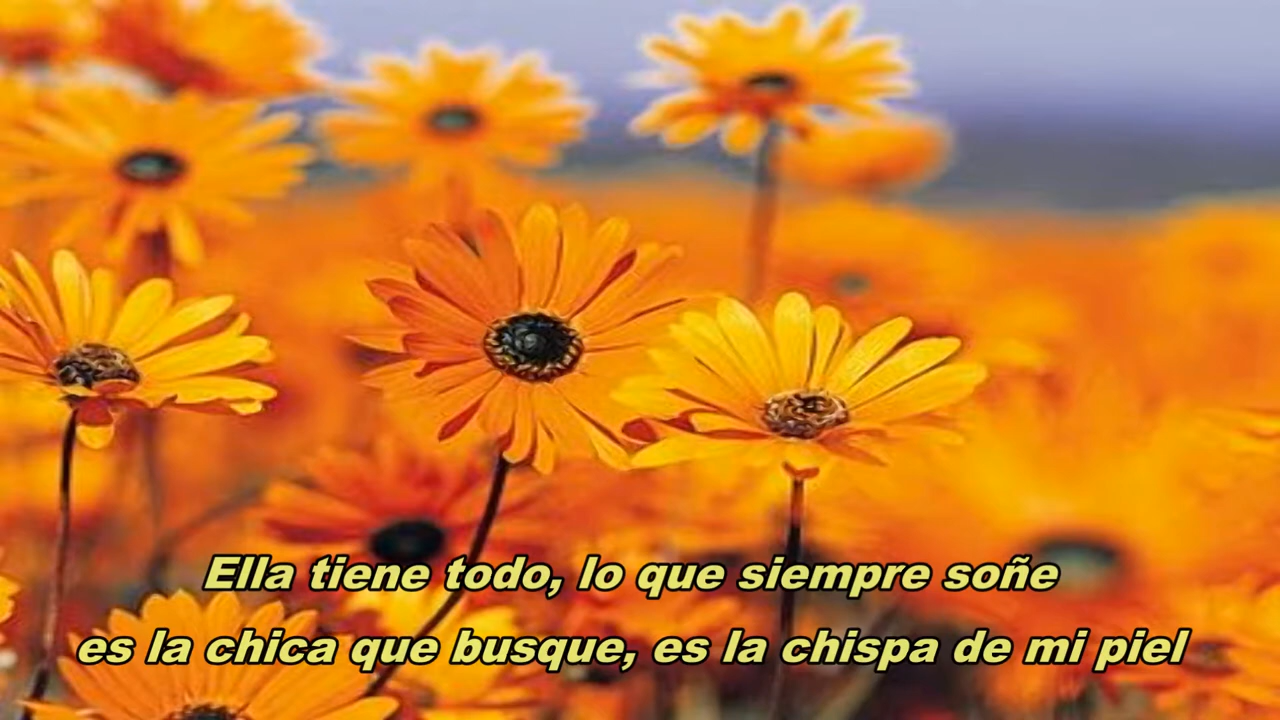 Ella tiene todo, lo que siempre soñe
es la chica que busque, es la chispa de mi piel